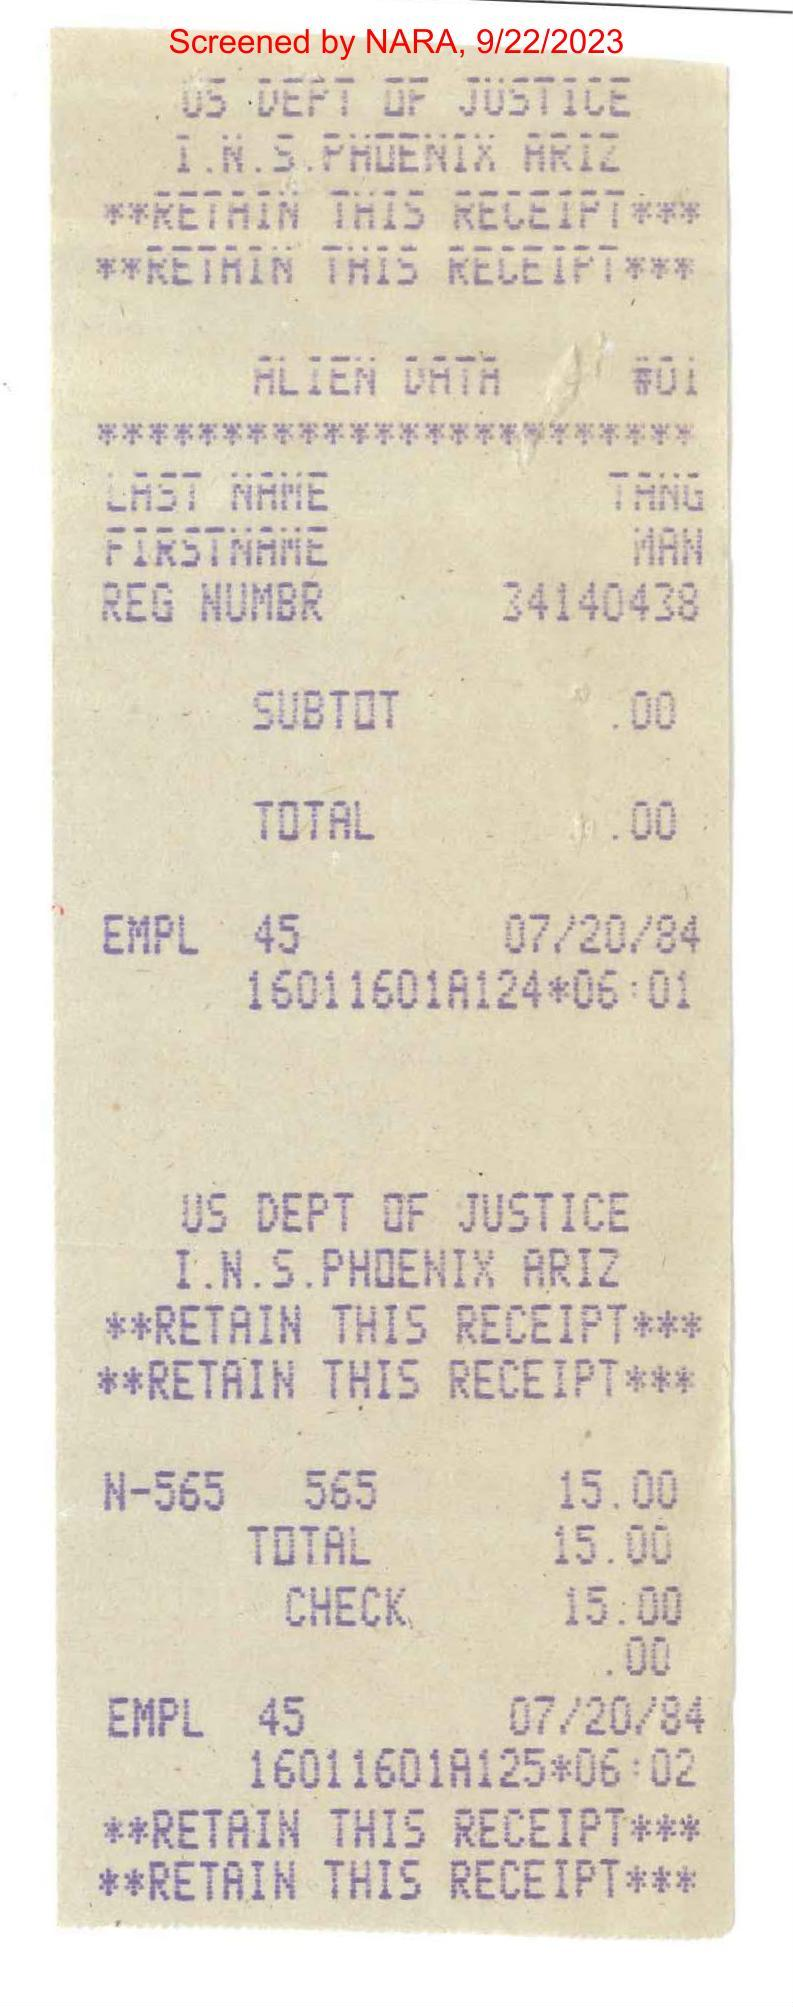 Screened by NARA, 9/22/2023
US DEPT OF JUSTICE
I.N.S.PHOENIX ARIZ
**RETAIN THIS RECEIPT***
**RETAIN THIS RECEIPT***
ALIEN DATA #01
************************
LAST NAME TANG
FIRSTNAME MAN
REG NUMBR 34140438
SUBTOT .00
TOTAL .00
EMPL 45 07/20/84
16011601A124*06:01
US DEPT OF JUSTICE
I.N.S.PHOENIX ARIZ
**RETAIN THIS RECEIPT***
**RETAIN THIS RECEIPT***
N-565 565 15.00
TOTAL 15.00
CHECK 15.00
.00
EMPL 45 07/20/84
16011601A125*06:02
**RETAIN THIS RECEIPT***
**RETAIN THIS RECEIPT***